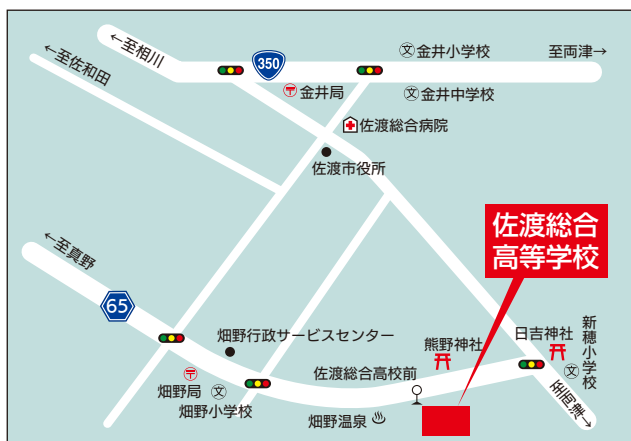 ←至相川
←至佐和田
350
金井小学校
至両津→
金井局
金井中学校
佐渡総合病院
佐渡市役所
佐渡総合
高等学校
←至真野
65
畑野行政サービスセンター
熊野神社
日吉神社
新穂小学校
畑野局
文
畑野小学校
佐渡総合高校前
畑野温泉
文
文
文